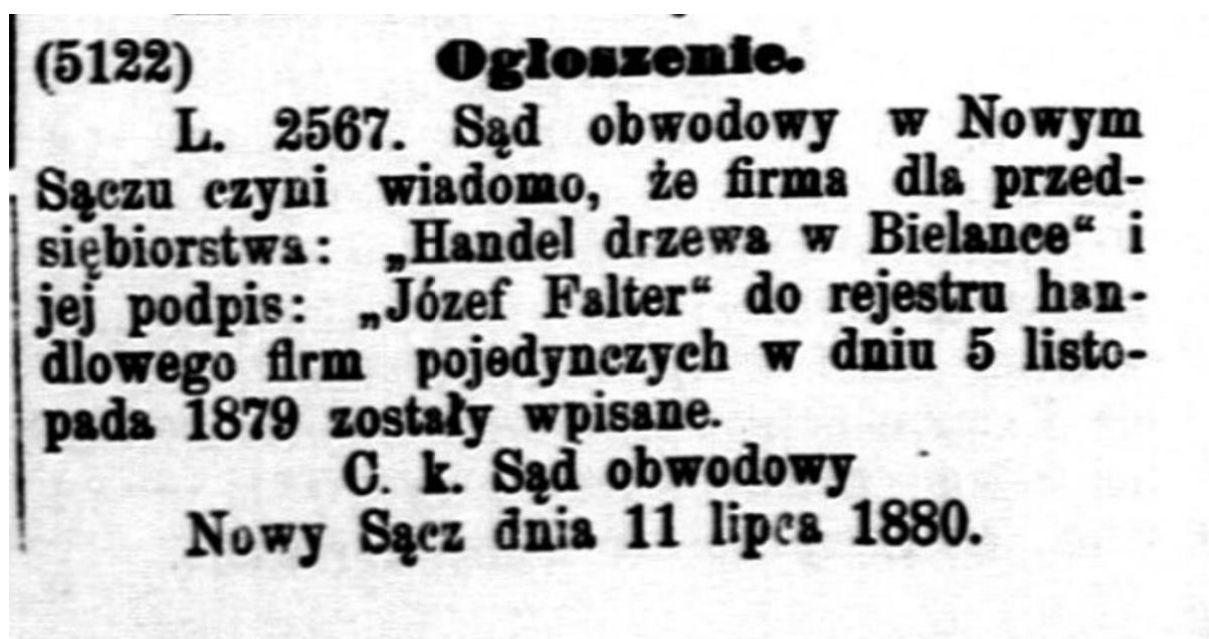 (5122) Ogłoszenie.
L. 2567. Sąd obwodowy w Nowym
Sączu czyni wiadomo, że firma dla przed-
siębiorstwa: „Handel drzewa w Bielance“ i
jej podpis: „Józef Falter“ do rejestru han-
dlowego firm pojedynczych w dniu 5 listo-
pada 1879 zostały wpisane.
C. k. Sąd obwodowy
Nowy Sącz dnia 11 lipca 1880.